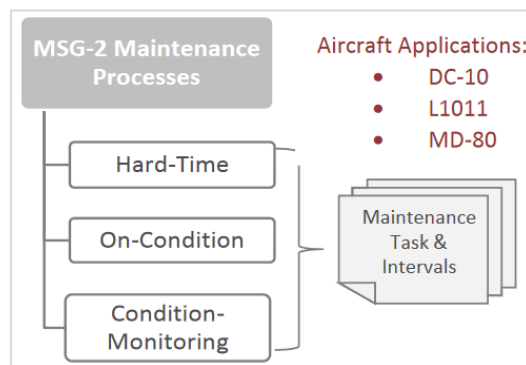 MSG-2 Maintenance
Processes
Aircraft Applications:
• DC-10
• L1011
• MD-80
Hard-Time
On-Condition
Condition-
Monitoring
Maintenance
Task &
Intervals